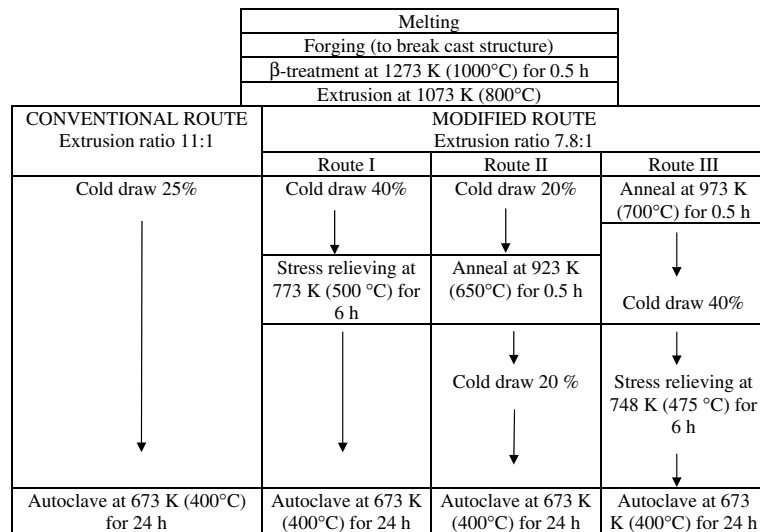 Melting
Forging (to break cast structure)
β-treatment at 1273 K (1000°C) for 0.5 h
Extrusion at 1073 K (800°C)
CONVENTIONAL ROUTE
Extrusion ratio 11:1
MODIFIED ROUTE
Extrusion ratio 7.8:1
Route I
Route II
Route III
Cold draw 25%
Cold draw 40%
Cold draw 20%
Anneal at 973 K
(700°C) for 0.5 h
Stress relieving at
773 K (500 °C) for
6 h
Anneal at 923 K
(650°C) for 0.5 h
Cold draw 40%
Cold draw 20 %
Stress relieving at
748 K (475 °C) for
6 h
Autoclave at 673 K (400°C)
for 24 h
Autoclave at 673 K
(400°C) for 24 h
Autoclave at 673 K
(400°C) for 24 h
Autoclave at 673
K (400°C) for 24 h